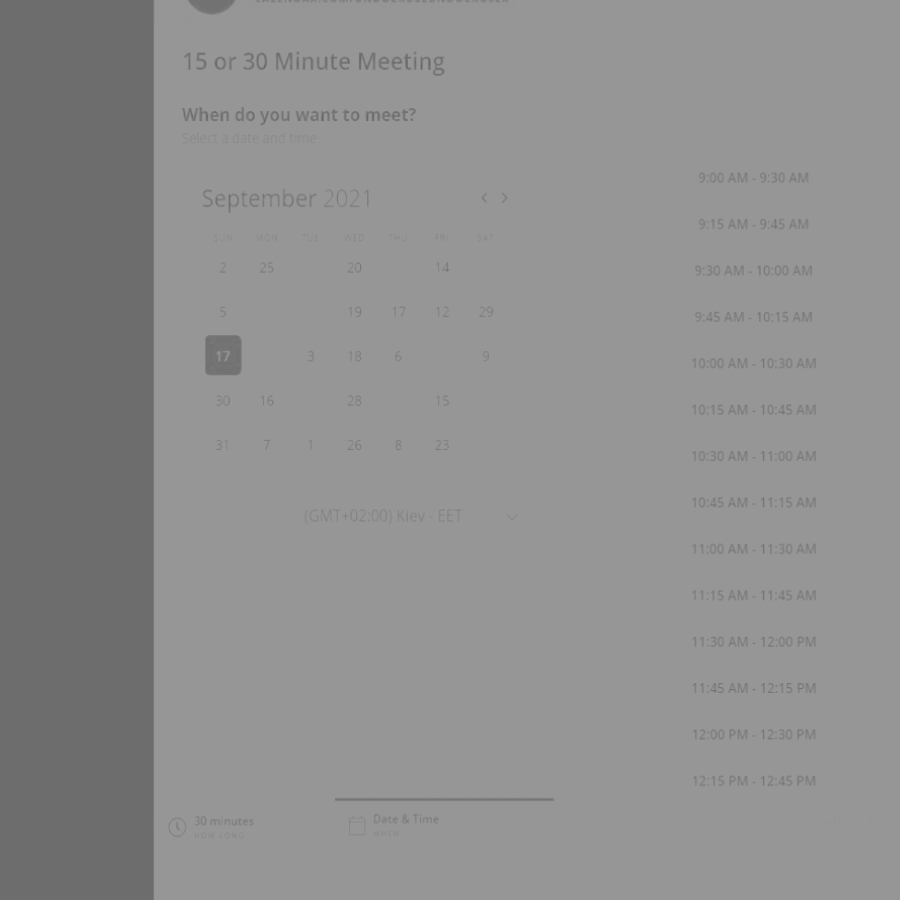 15 or 30 Minute Meeting
When do you want to meet?
Select a date and time
September 2021
SUN MON TUE WED THU FRI SAT
2 25 20 14
5 19 17 12 29
17 3 18 6 9
30 16 28 15
31 7 1 26 8 23
(GMT+02:00) Kiev - EET
9:00 AM - 9:30 AM
9:15 AM - 9:45 AM
9:30 AM - 10:00 AM
9:45 AM - 10:15 AM
10:00 AM - 10:30 AM
10:15 AM - 10:45 AM
10:30 AM - 11:00 AM
10:45 AM - 11:15 AM
11:00 AM - 11:30 AM
11:15 AM - 11:45 AM
11:30 AM - 12:00 PM
11:45 AM - 12:15 PM
12:00 PM - 12:30 PM
12:15 PM - 12:45 PM
30 minutes
HOW LONG
Date & Time
WHEN